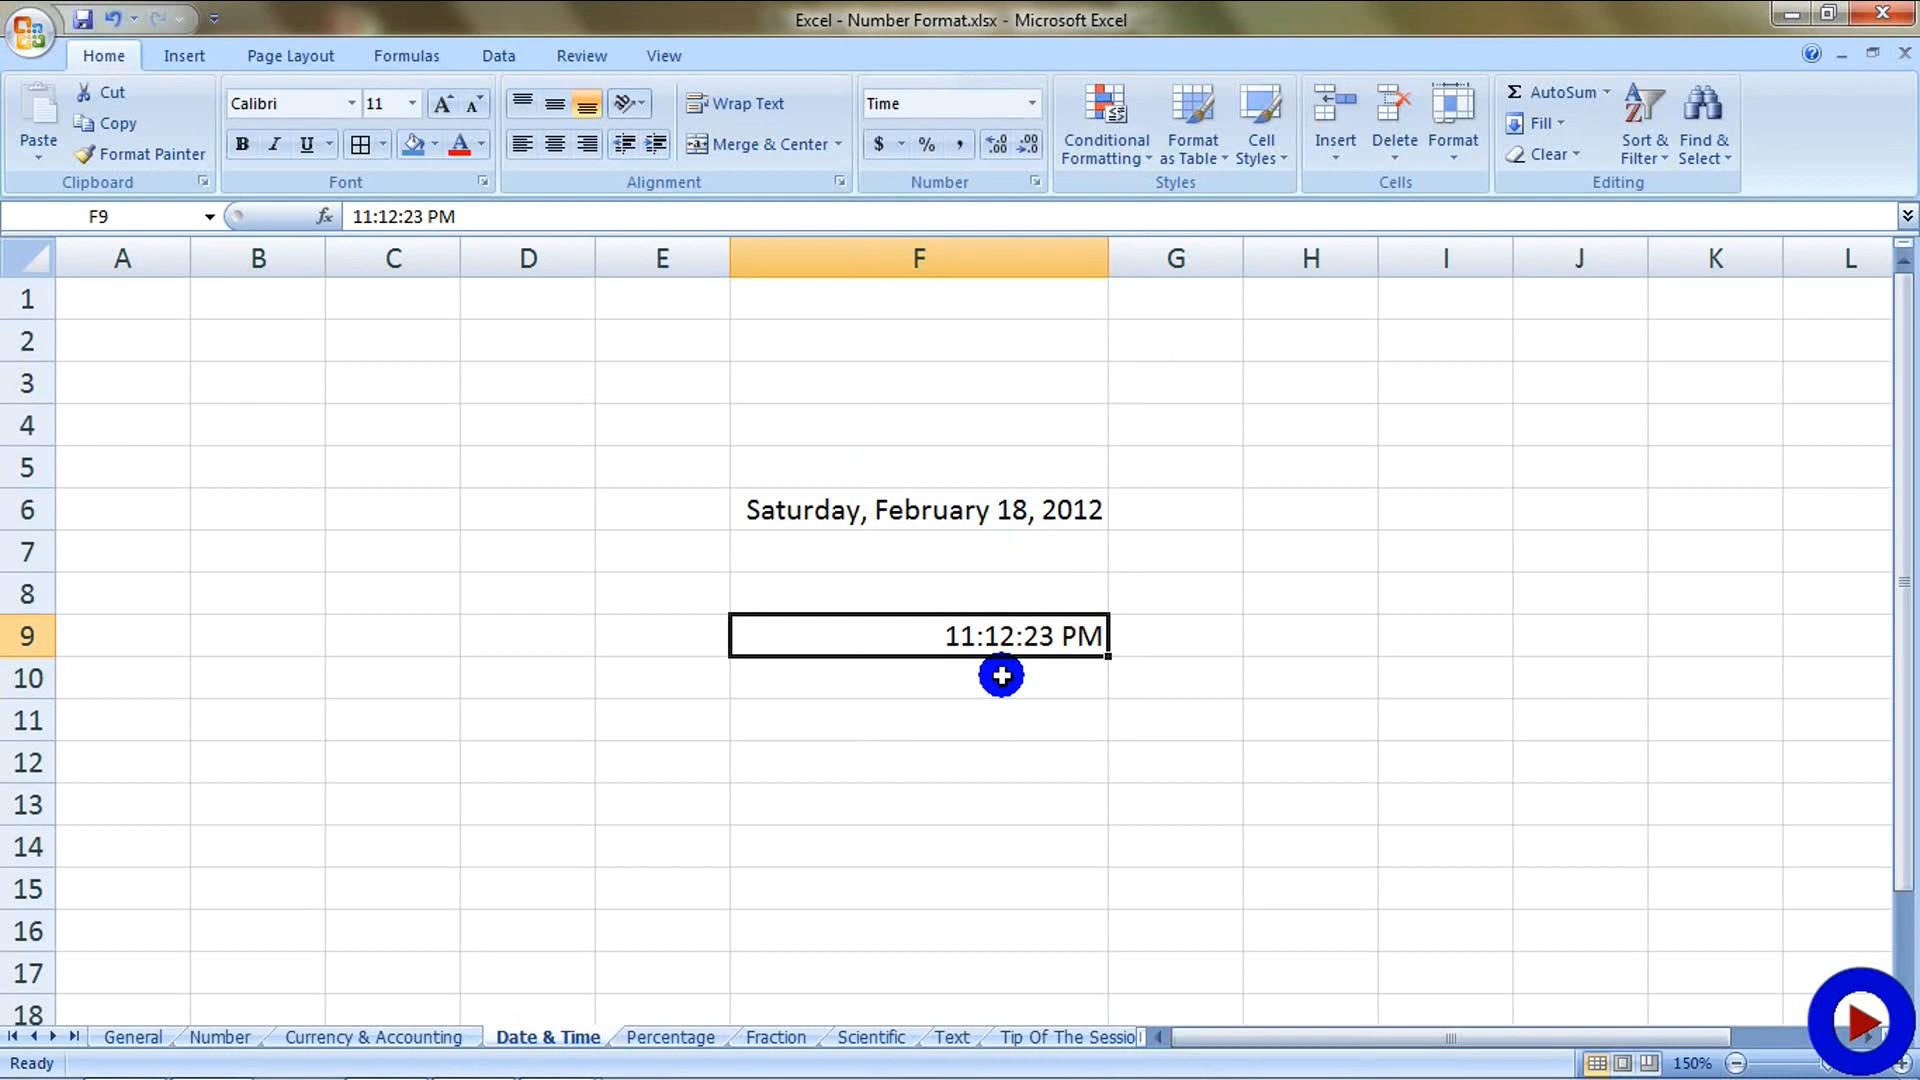 Excel - Number Format.xlsx - Microsoft Excel
Home Insert Page Layout Formulas Data Review View
Paste
Cut
Copy
Format Painter
Clipboard
Calibri 11
B I U
Font
Wrap Text
Merge & Center
Alignment
Time
$ % ,
Number
Conditional Formatting
Format as Table
Cell Styles
Styles
Insert Delete Format
Cells
Σ AutoSum
Fill
Clear
Sort & Filter
Find & Select
Editing
F9 fx 11:12:23 PM
A B C D E F G H I J K L
1
2
3
4
5
6 Saturday, February 18, 2012
7
8
9 11:12:23 PM
10
11
12
13
14
15
16
17
18
General Number Currency & Accounting Date & Time Percentage Fraction Scientific Text Tip Of The Sessio
Ready 150%